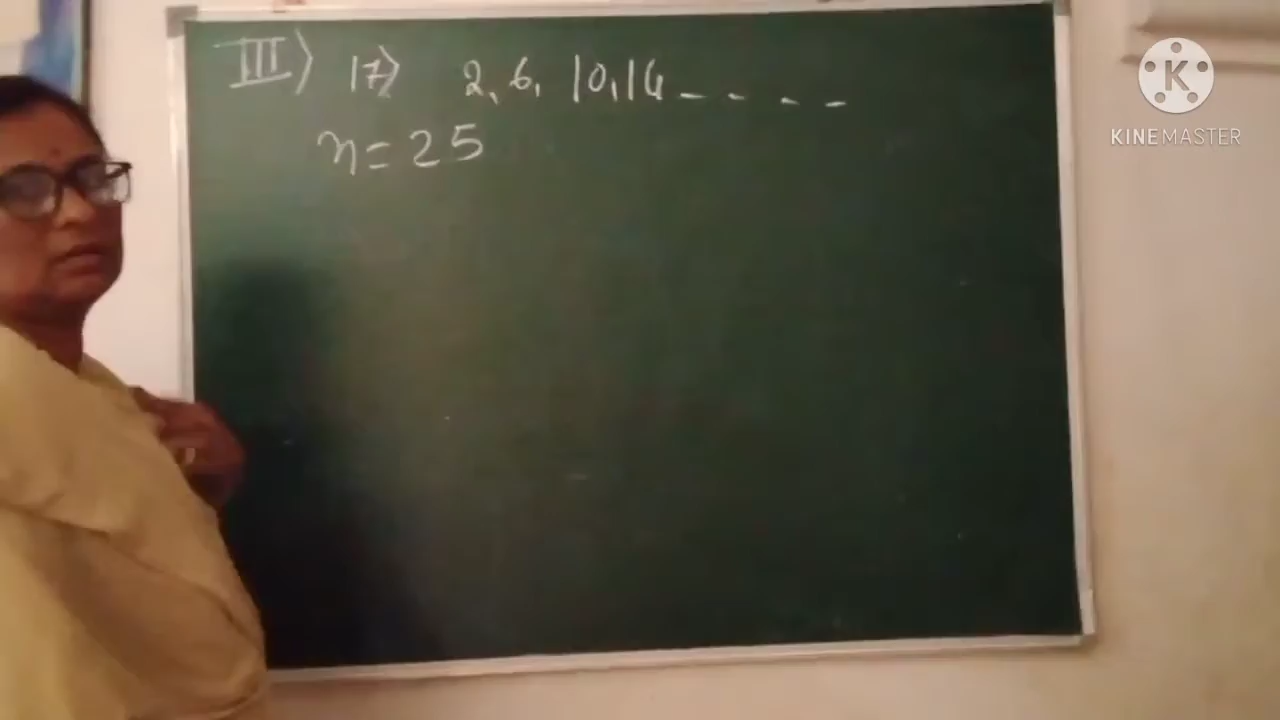 III) 17) 2, 6, 10, 14 - - - -
n = 25
K
KINEMASTER